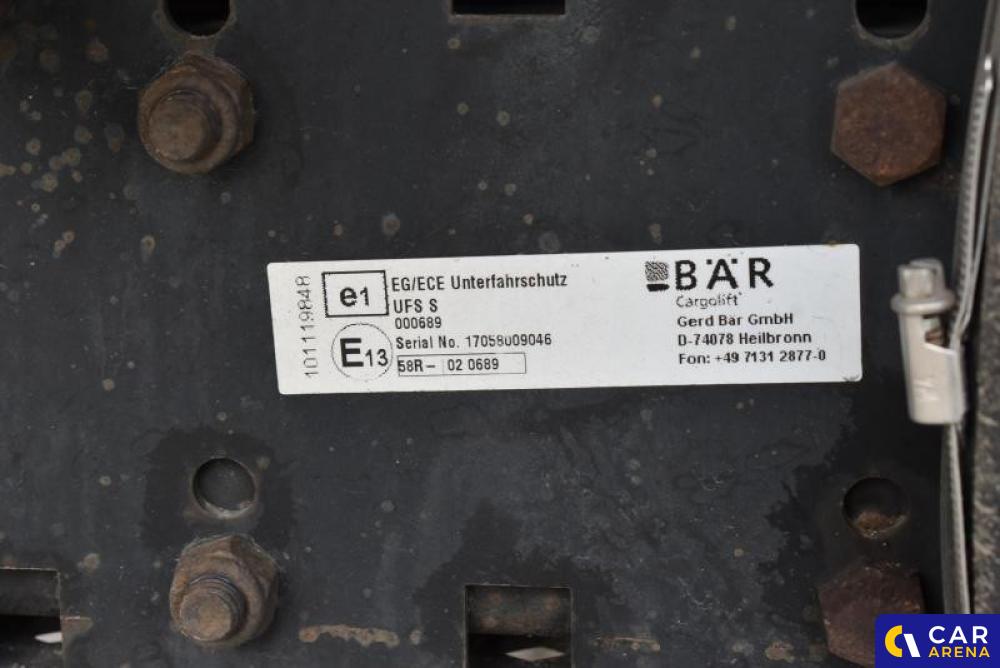 101119848
e1
EG/ECE Unterfahrschutz
UFS S
000689
E13
Serial No. 17058009046
58R- 02 0689
BÄR
Cargolift
Gerd Bär GmbH
D-74078 Heilbronn
Fon: +49 7131 2877-0
CAR
ARENA